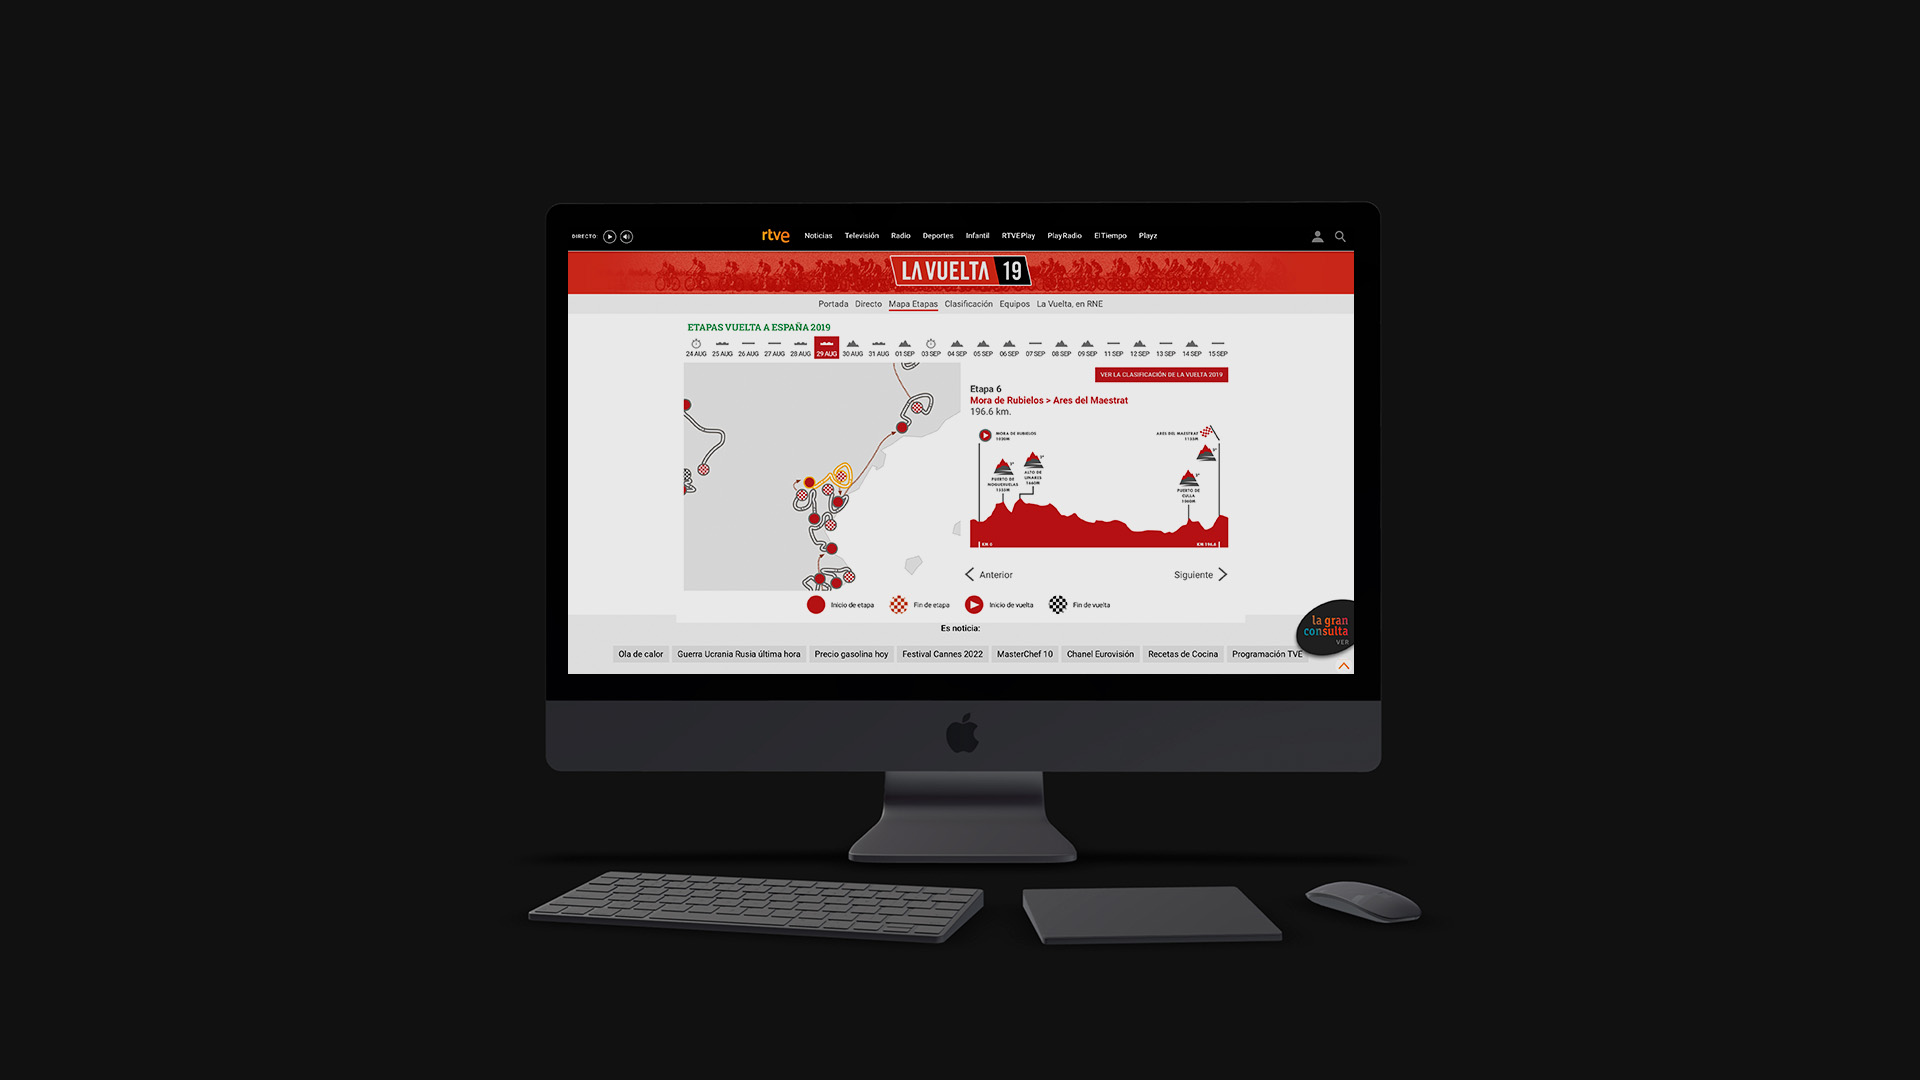 DIRECTO:
rtve Noticias Televisión Radio Deportes Infantil RTVEPlay PlayRadio ElTiempo Playz
LA VUELTA 19
Portada Directo Mapa Etapas Clasificación Equipos La Vuelta, en RNE
ETAPAS VUELTA A ESPAÑA 2019
24 AUG 25 AUG 26 AUG 27 AUG 28 AUG 29 AUG 30 AUG 31 AUG 01 SEP 03 SEP 04 SEP 05 SEP 06 SEP 07 SEP 08 SEP 09 SEP 11 SEP 12 SEP 13 SEP 14 SEP 15 SEP
VER LA CLASIFICACIÓN DE LA VUELTA 2019
Etapa 6
Mora de Rubielos > Ares del Maestrat
196.6 km.
MORA DE RUBIELOS
ARES DEL MAESTRAT
PUERTO DE
NOGUERUELAS
ALTO DE
LINARES
PUERTO DE
CULLA
KM 0
KM 196.6
Anterior
Siguiente
Inicio de etapa Fin de etapa Inicio de vuelta Fin de vuelta
Es noticia:
la gran
consulta
VER
Ola de calor Guerra Ucrania Rusia última hora Precio gasolina hoy Festival Cannes 2022 MasterChef 10 Chanel Eurovisión Recetas de Cocina Programación TVE